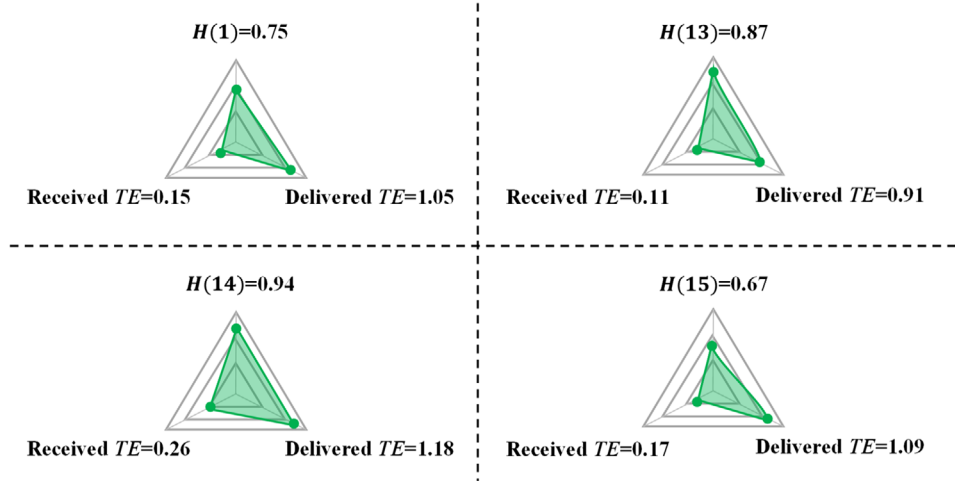 H(1)=0.75
Received TE=0.15
Delivered TE=1.05
H(13)=0.87
Received TE=0.11
Delivered TE=0.91
H(14)=0.94
Received TE=0.26
Delivered TE=1.18
H(15)=0.67
Received TE=0.17
Delivered TE=1.09